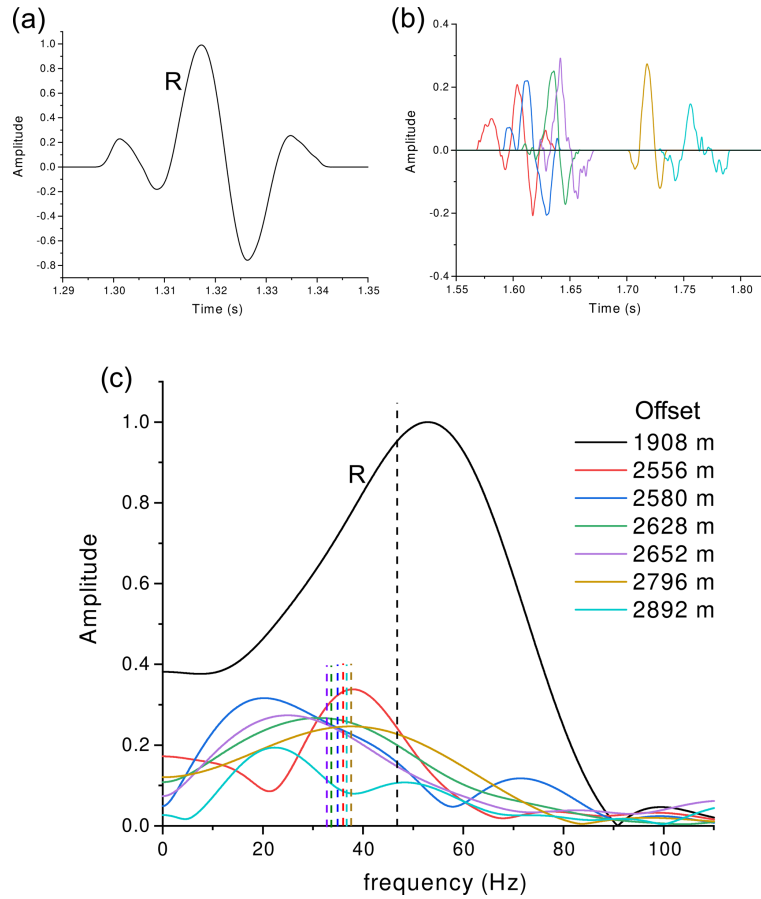 (a)
Amplitude
1.0
0.8
0.6
0.4
0.2
0.0
-0.2
-0.4
-0.6
-0.8
R
1.29 1.30 1.31 1.32 1.33 1.34 1.35
Time (s)
(b)
Amplitude
0.4
0.2
0.0
-0.2
-0.4
1.55 1.60 1.65 1.70 1.75 1.80
Time (s)
(c)
Amplitude
1.0
0.8
0.6
0.4
0.2
0.0
R
Offset
1908 m
2556 m
2580 m
2628 m
2652 m
2796 m
2892 m
0 20 40 60 80 100
frequency (Hz)